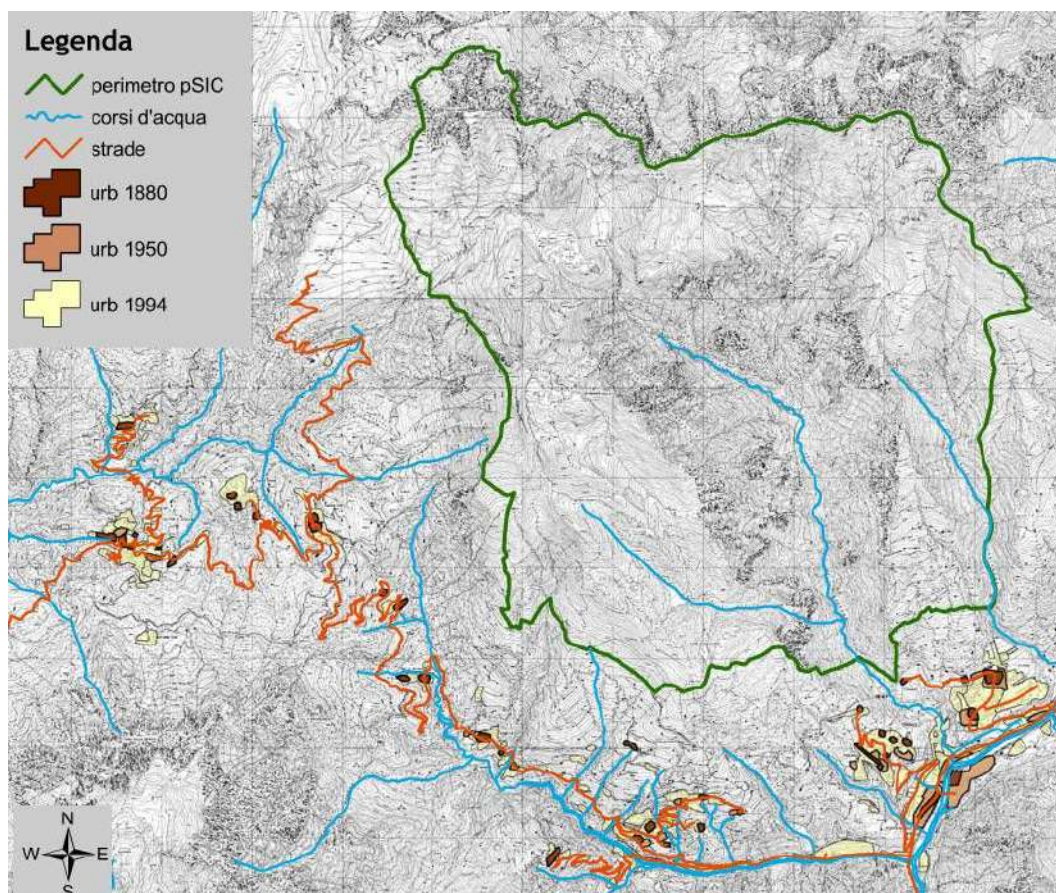 Legenda
perimetro pSIC
corsi d'acqua
strade
urb 1880
urb 1950
urb 1994
N
W E
S